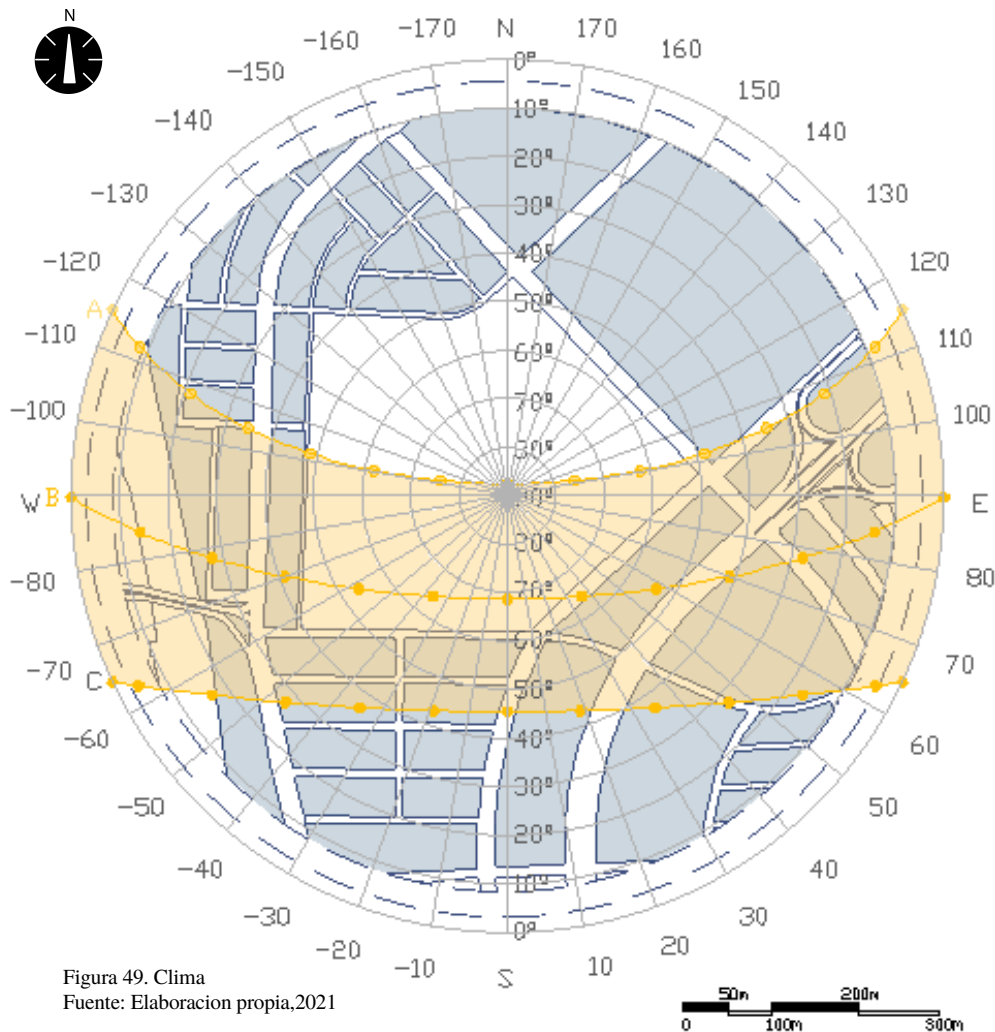 N
-170 N 170
-160 160
0º
-150 150
10º
-140 140
20º
-130 130
30º
-120 40º 120
A 50º
-110 60º 110
70º
-100 100
80º
90º
W B E
80º
-80 70º 80
60º
-70 C 50º 70
-60 40º 60
30º
-50 50
20º
-40 10º 40
-30 30
0º
-20 20
-10 10
S
Figura 49. Clima
Fuente: Elaboracion propia,2021
50m 200m
0 100m 300m